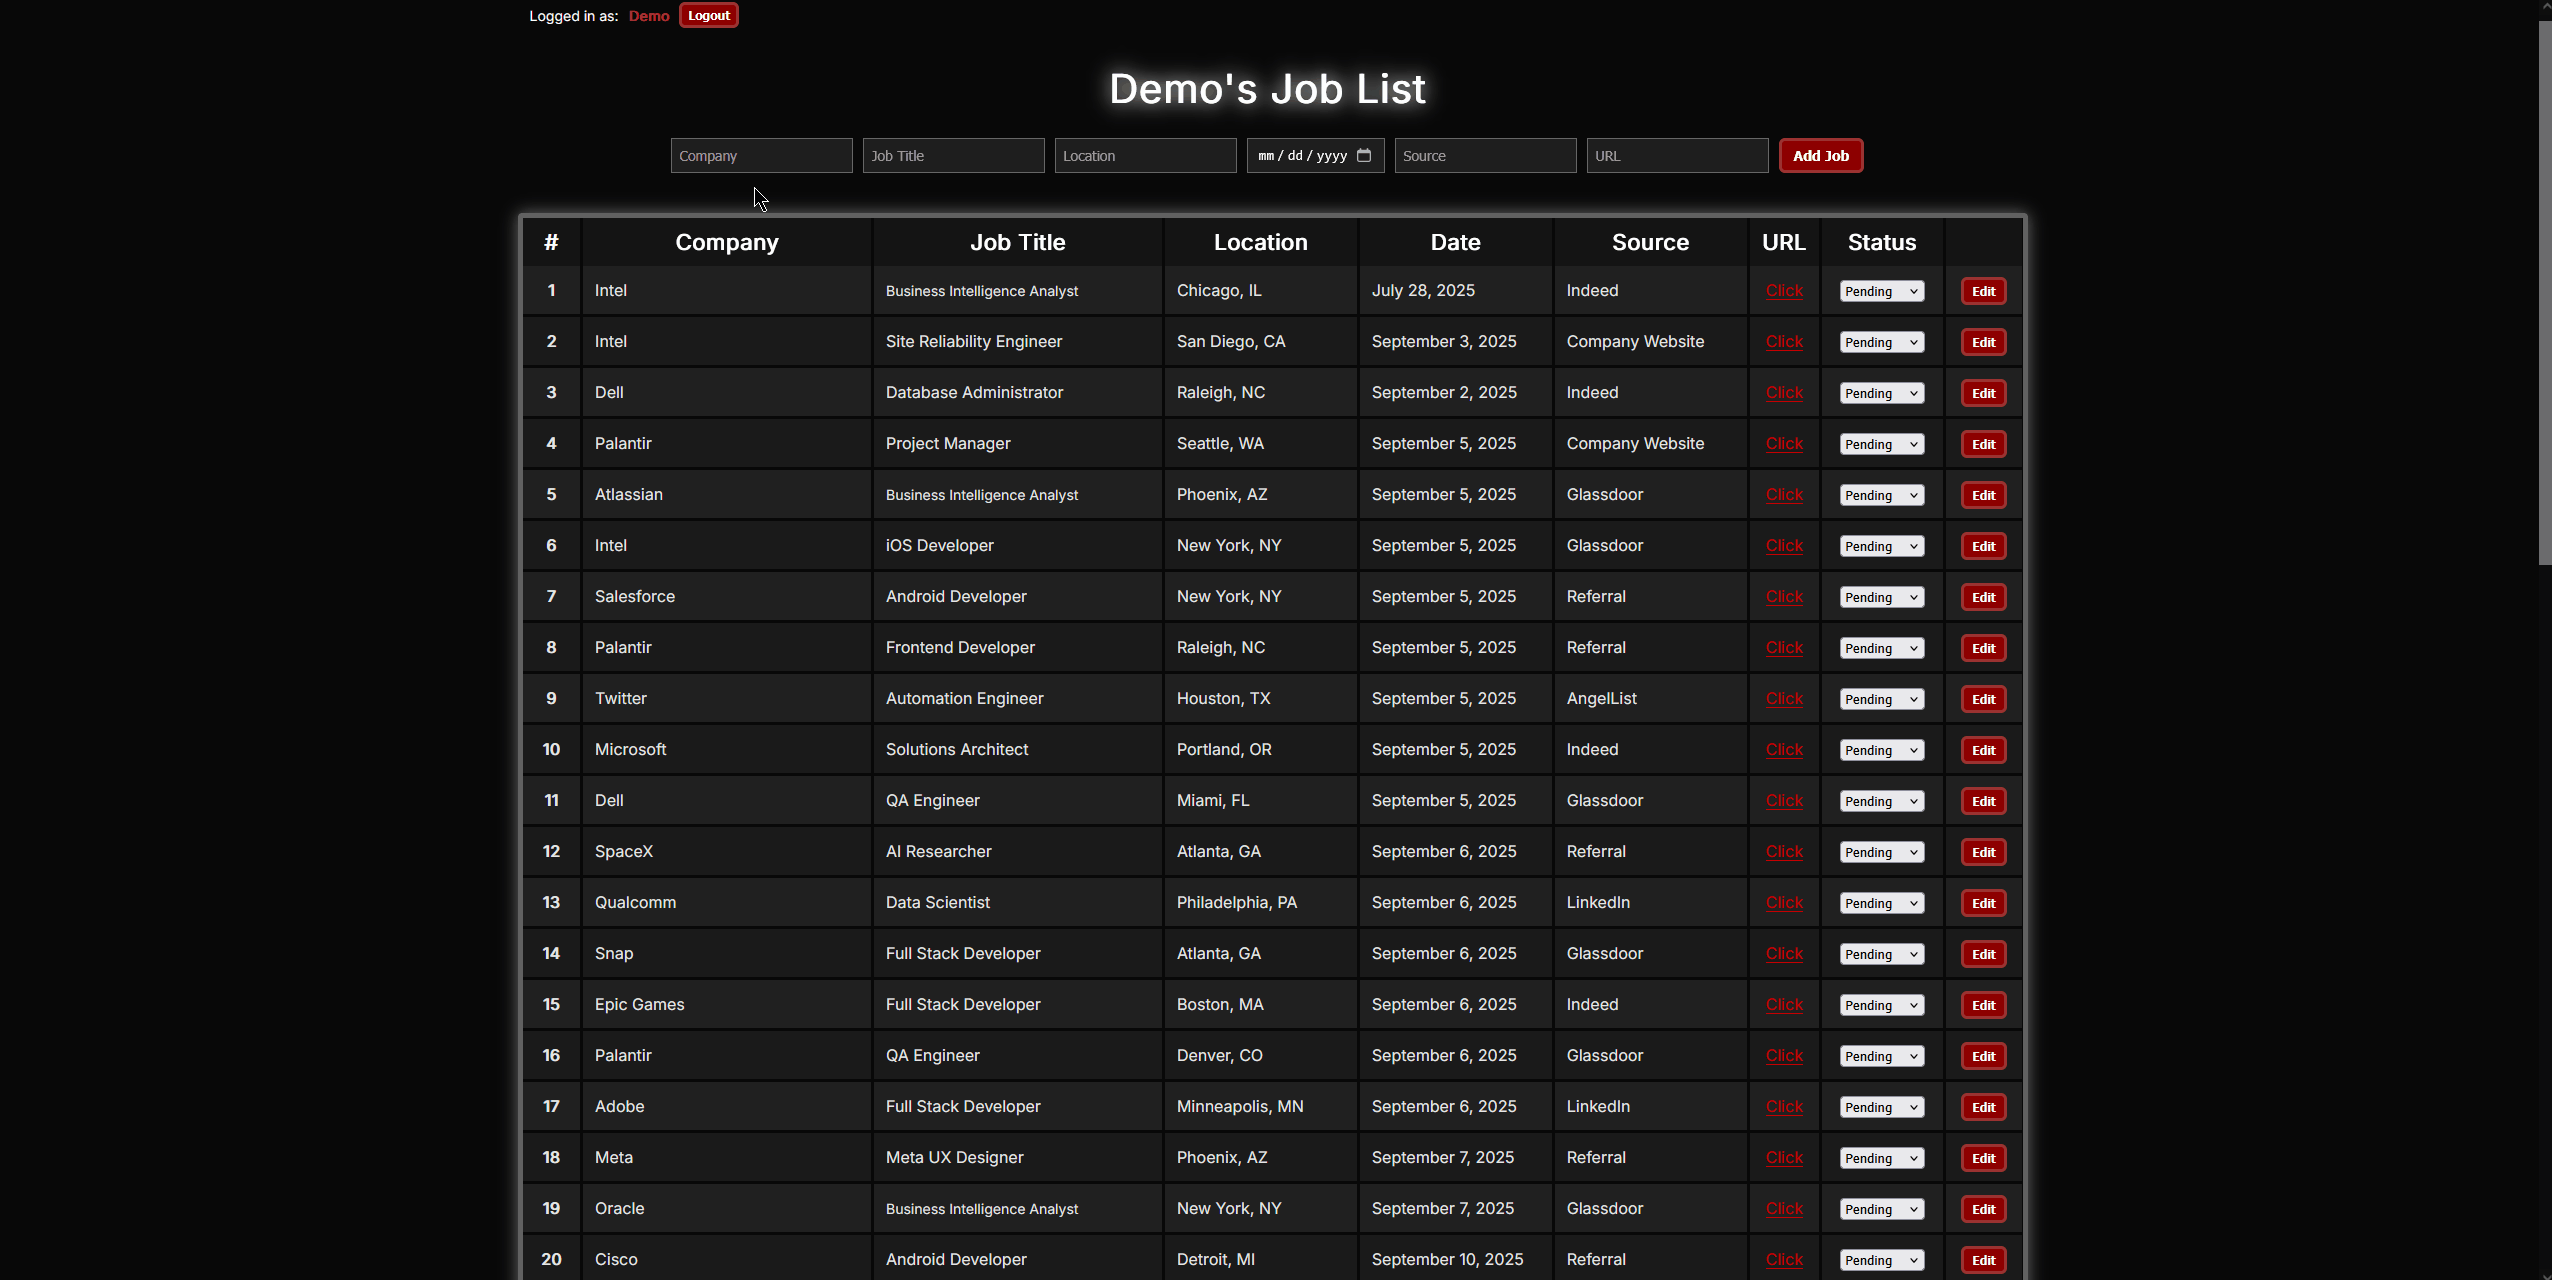 Logged in as: Demo Logout
Demo's Job List
Company Job Title Location mm / dd / yyyy Source URL Add Job
# Company Job Title Location Date Source URL Status
1 Intel Business Intelligence Analyst Chicago, IL July 28, 2025 Indeed Click Pending Edit
2 Intel Site Reliability Engineer San Diego, CA September 3, 2025 Company Website Click Pending Edit
3 Dell Database Administrator Raleigh, NC September 2, 2025 Indeed Click Pending Edit
4 Palantir Project Manager Seattle, WA September 5, 2025 Company Website Click Pending Edit
5 Atlassian Business Intelligence Analyst Phoenix, AZ September 5, 2025 Glassdoor Click Pending Edit
6 Intel iOS Developer New York, NY September 5, 2025 Glassdoor Click Pending Edit
7 Salesforce Android Developer New York, NY September 5, 2025 Referral Click Pending Edit
8 Palantir Frontend Developer Raleigh, NC September 5, 2025 Referral Click Pending Edit
9 Twitter Automation Engineer Houston, TX September 5, 2025 AngelList Click Pending Edit
10 Microsoft Solutions Architect Portland, OR September 5, 2025 Indeed Click Pending Edit
11 Dell QA Engineer Miami, FL September 5, 2025 Glassdoor Click Pending Edit
12 SpaceX AI Researcher Atlanta, GA September 6, 2025 Referral Click Pending Edit
13 Qualcomm Data Scientist Philadelphia, PA September 6, 2025 LinkedIn Click Pending Edit
14 Snap Full Stack Developer Atlanta, GA September 6, 2025 Glassdoor Click Pending Edit
15 Epic Games Full Stack Developer Boston, MA September 6, 2025 Indeed Click Pending Edit
16 Palantir QA Engineer Denver, CO September 6, 2025 Glassdoor Click Pending Edit
17 Adobe Full Stack Developer Minneapolis, MN September 6, 2025 LinkedIn Click Pending Edit
18 Meta Meta UX Designer Phoenix, AZ September 7, 2025 Referral Click Pending Edit
19 Oracle Business Intelligence Analyst New York, NY September 7, 2025 Glassdoor Click Pending Edit
20 Cisco Android Developer Detroit, MI September 10, 2025 Referral Click Pending Edit